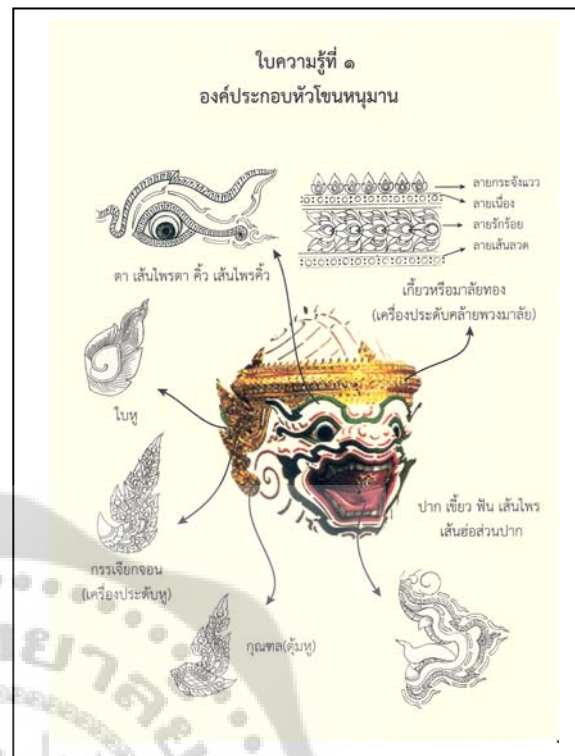 ใบความรู้ที่ ๑
องค์ประกอบหัวโขนหนุมาน
ลายกระจังแวว
ลายเนื่อง
ลายรักร้อย
ลายเส้นลวด
ตา เส้นไพรตา คิ้ว เส้นไพรคิ้ว
เกี้ยวหรือมาลัยทอง
(เครื่องประดับคล้ายพวงมาลัย)
ใบหู
ปาก เขี้ยว ฟัน เส้นไพร
เส้นฮ่อส่วนปาก
กรรเจียกจอน
(เครื่องประดับหู)
กุณฑล(ตุ้มหู)